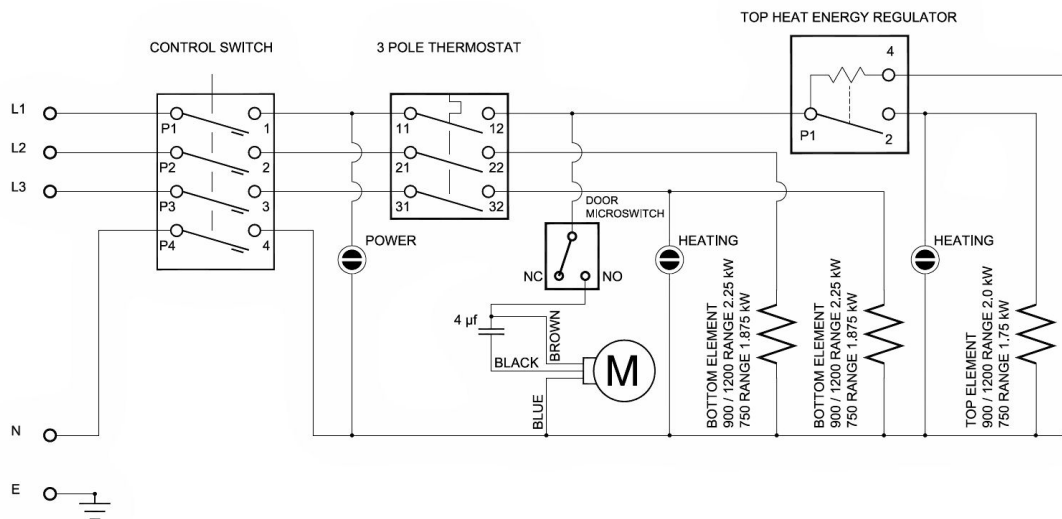 TOP HEAT ENERGY REGULATOR
CONTROL SWITCH
3 POLE THERMOSTAT
4
L1
P1
1
11
12
P1
2
L2
P2
2
21
22
L3
P3
3
31
32
DOOR
MICROSWITCH
P4
4
POWER
HEATING
HEATING
NC
NO
4 µf
BROWN
BLACK
M
BLUE
BOTTOM ELEMENT
900 / 1200 RANGE 2.25 kW
750 RANGE 1.875 kW
BOTTOM ELEMENT
900 / 1200 RANGE 2.25 kW
750 RANGE 1.875 kW
TOP ELEMENT
900 / 1200 RANGE 2.0 kW
750 RANGE 1.75 kW
N
E